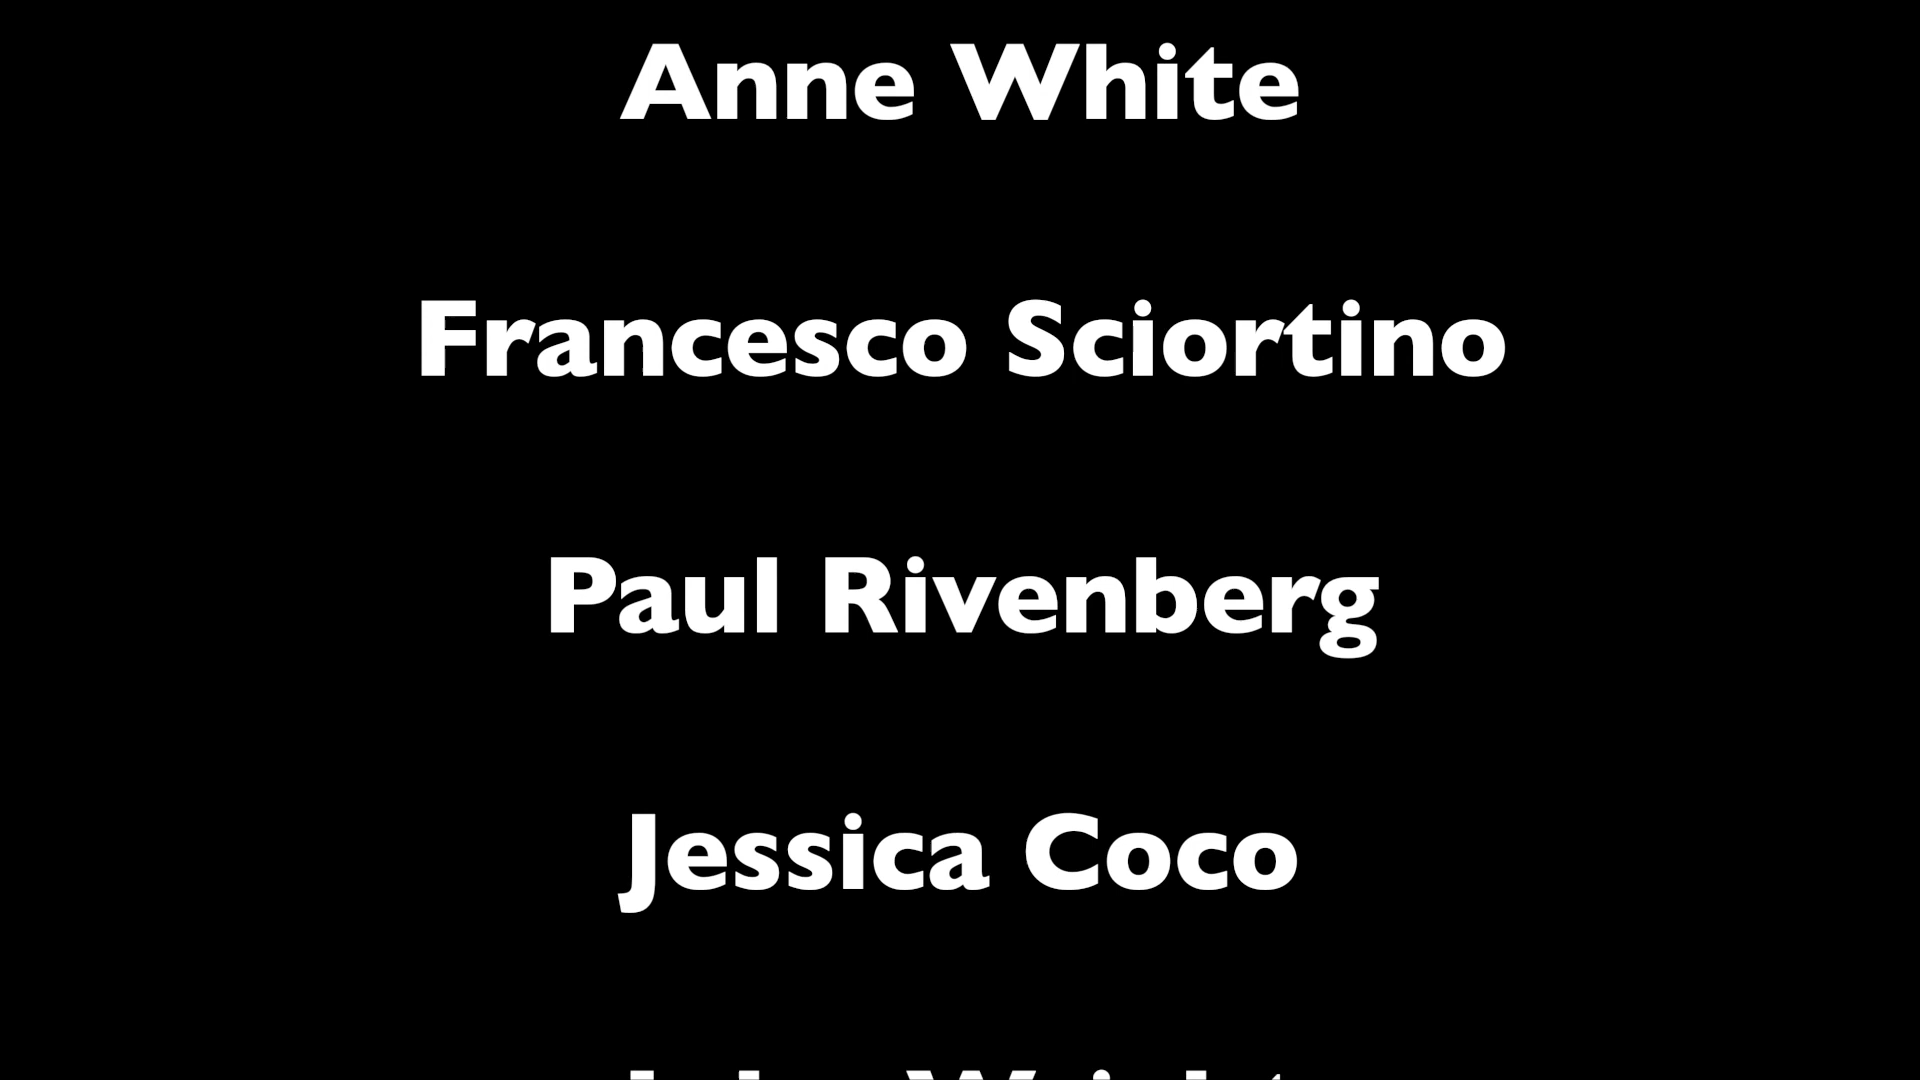 Anne White
Francesco Sciortino
Paul Rivenberg
Jessica Coco